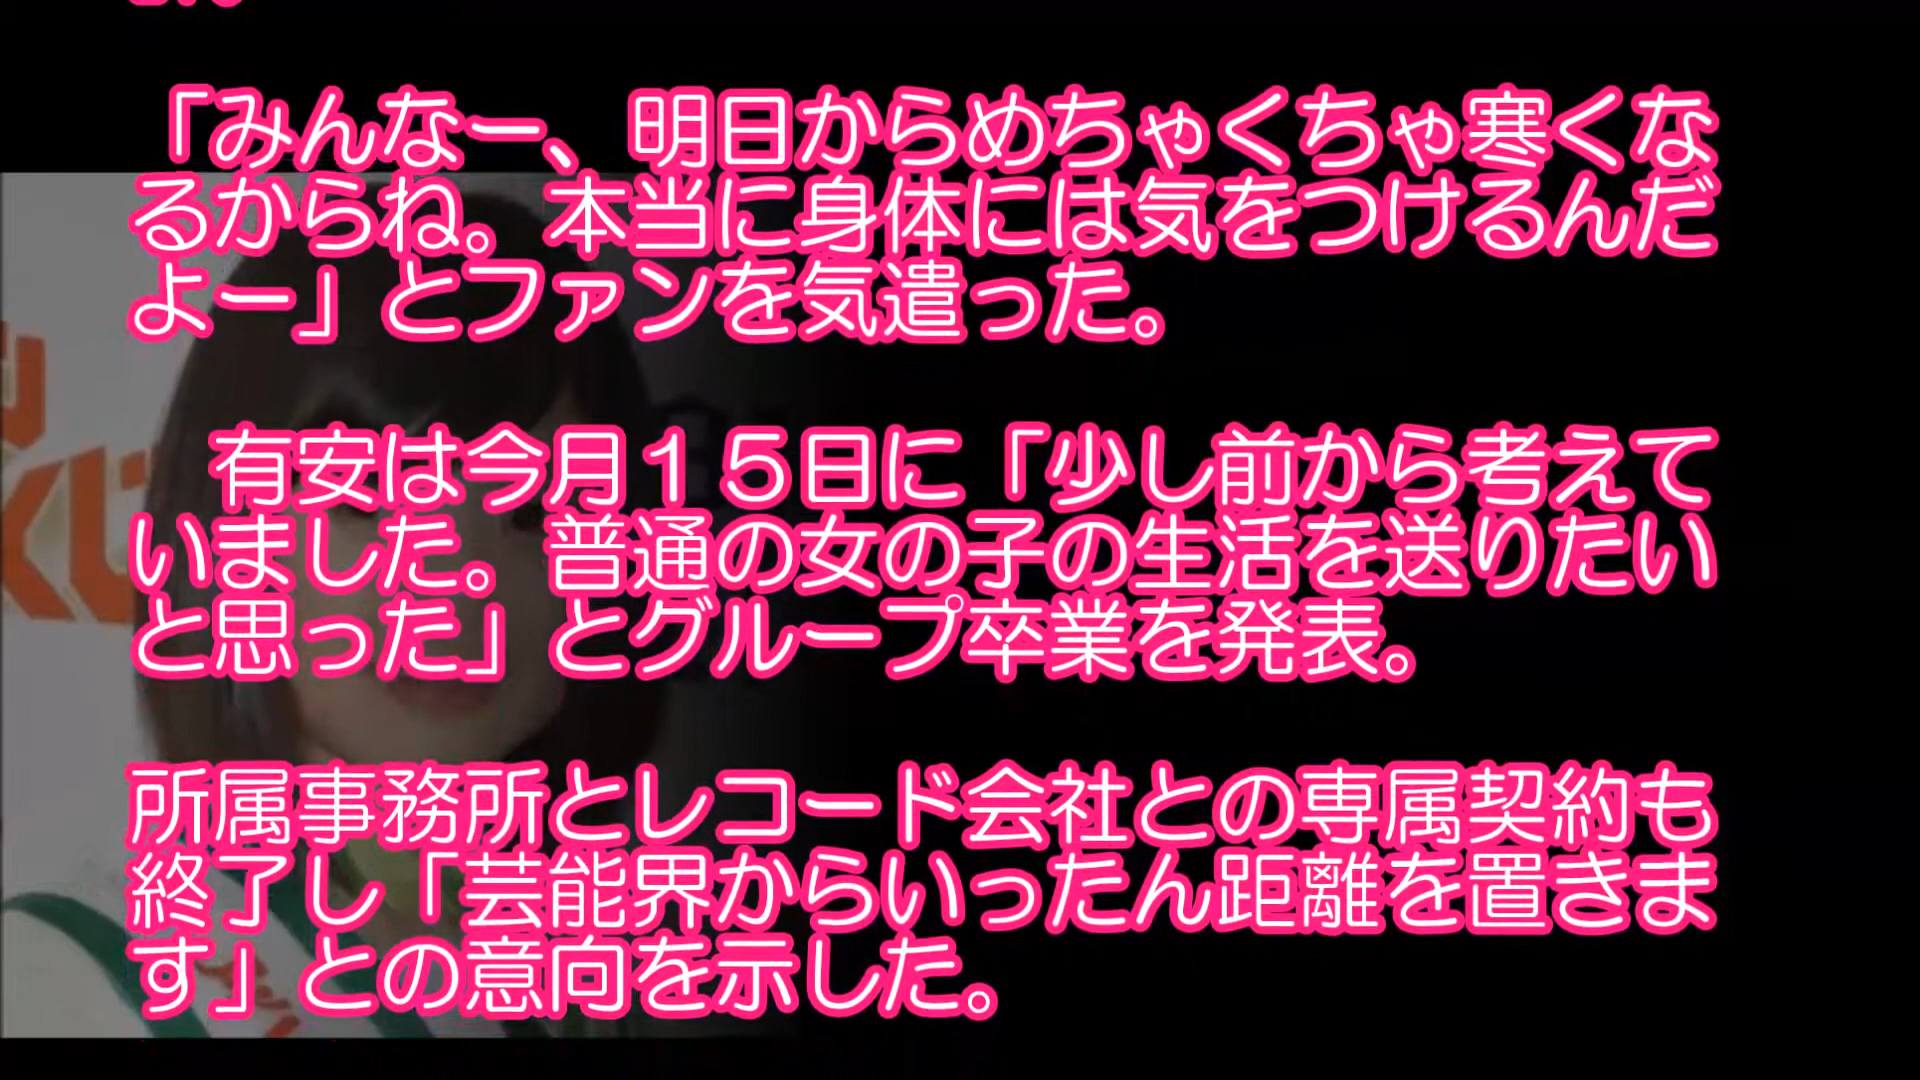 「みんなー、明日からめちゃくちゃ寒くな
るからね。本当に身体には気をつけるんだ
よー」とファンを気遣った。
　有安は今月１５日に「少し前から考えて
いました。普通の女の子の生活を送りたい
と思った」とグループ卒業を発表。
所属事務所とレコード会社との専属契約も
終了し「芸能界からいったん距離を置きま
す」との意向を示した。